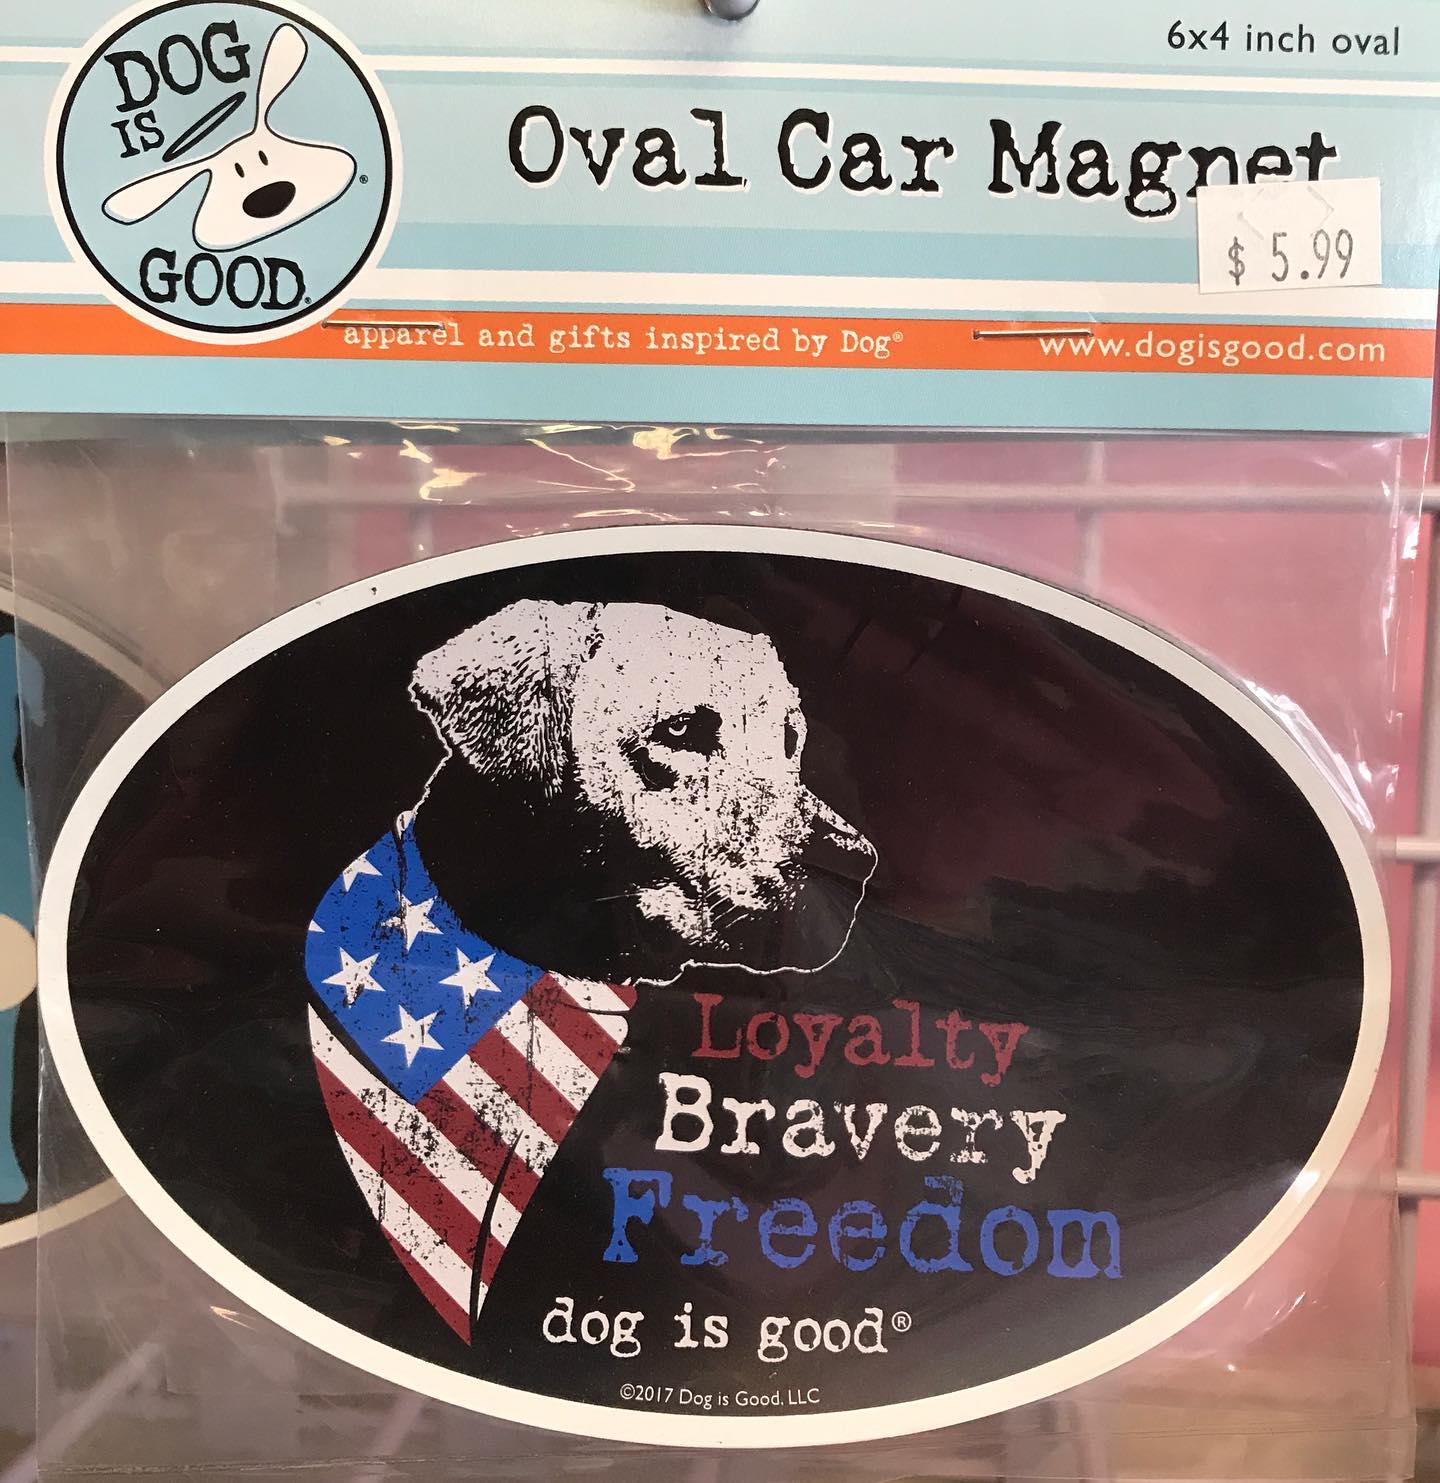 DOG
IS
GOOD®
6x4 inch oval
Oval Car Magnet
$ 5.99
apparel and gifts inspired by Dog®
www.dogisgood.com
Loyalty
Bravery
Freedom
dog is good®
©2017 Dog is Good, LLC